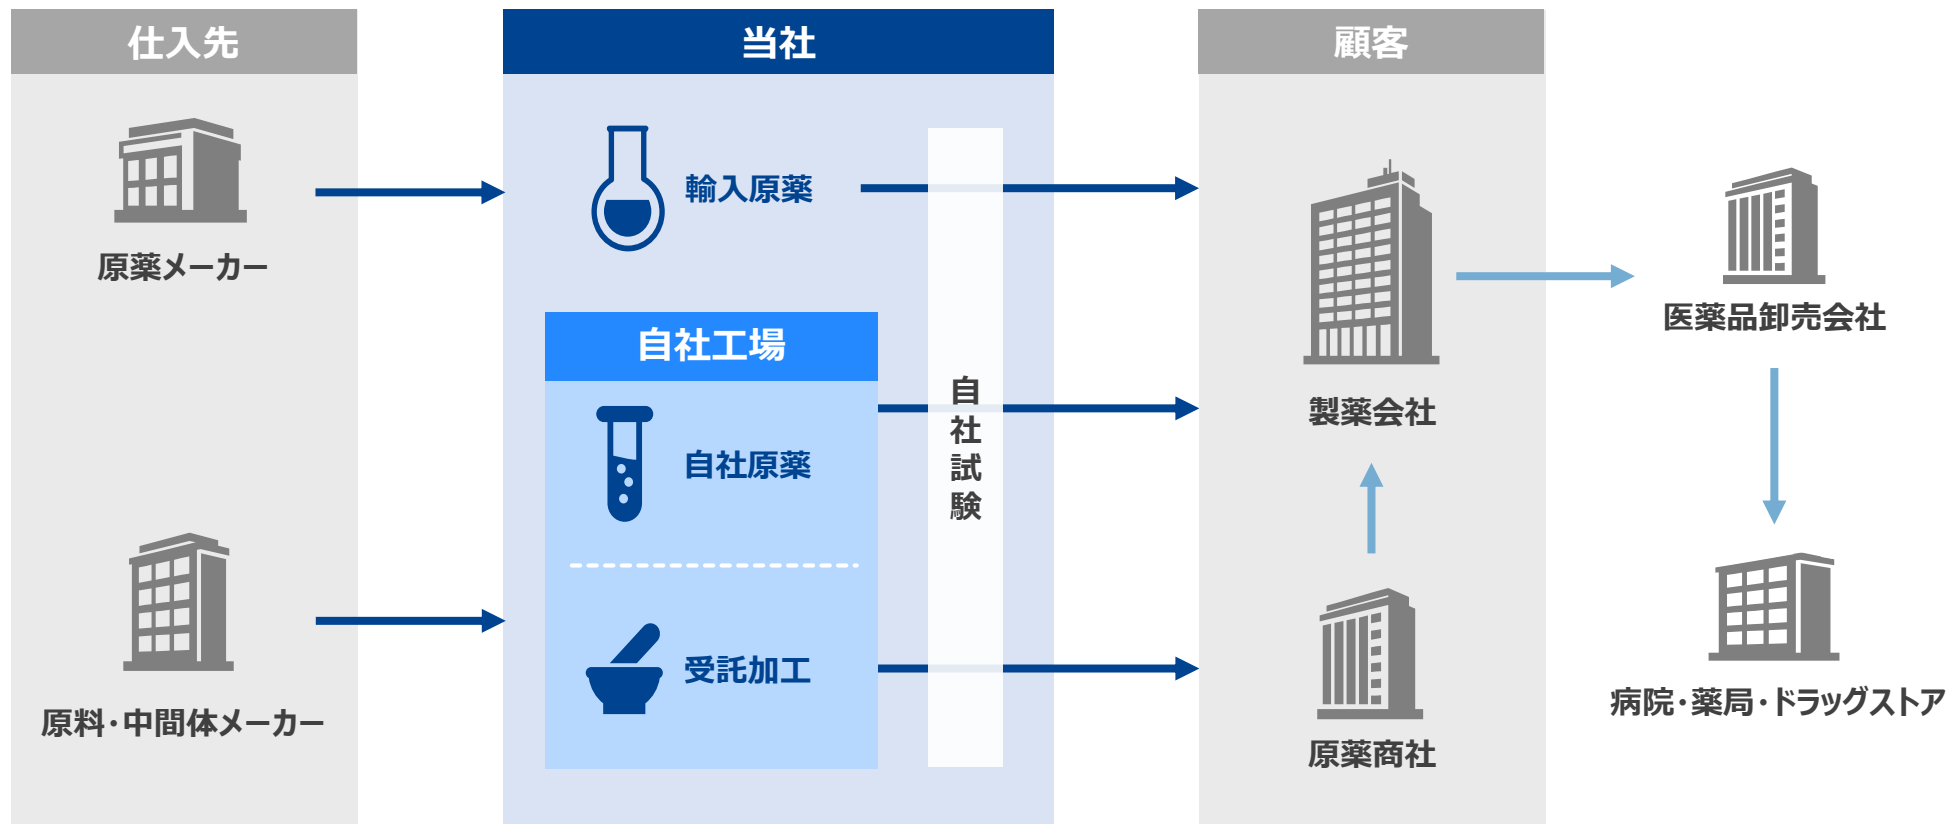 仕入先
当社
顧客
原薬メーカー
輸入原薬
自社工場
自社原薬
受託加工
自社試験
原料・中間体メーカー
製薬会社
原薬商社
医薬品卸売会社
病院・薬局・ドラッグストア